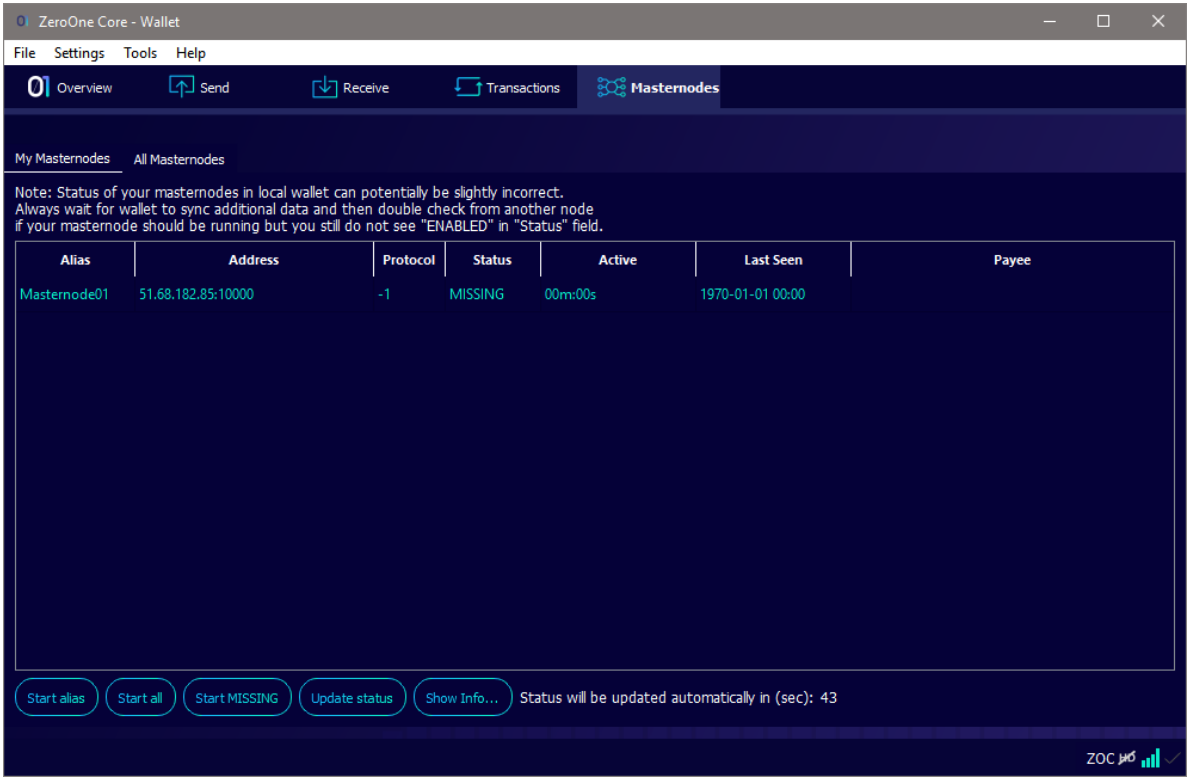 01 ZeroOne Core - Wallet
File Settings Tools Help
01 Overview Send Receive Transactions Masternodes
My Masternodes All Masternodes
Note: Status of your masternodes in local wallet can potentially be slightly incorrect.
Always wait for wallet to sync additional data and then double check from another node
if your masternode should be running but you still do not see "ENABLED" in "Status" field.
Alias Address Protocol Status Active Last Seen Payee
Masternode01 51.68.182.85:10000 -1 MISSING 00m:00s 1970-01-01 00:00
Start alias Start all Start MISSING Update status Show Info... Status will be updated automatically in (sec): 43
ZOC HD